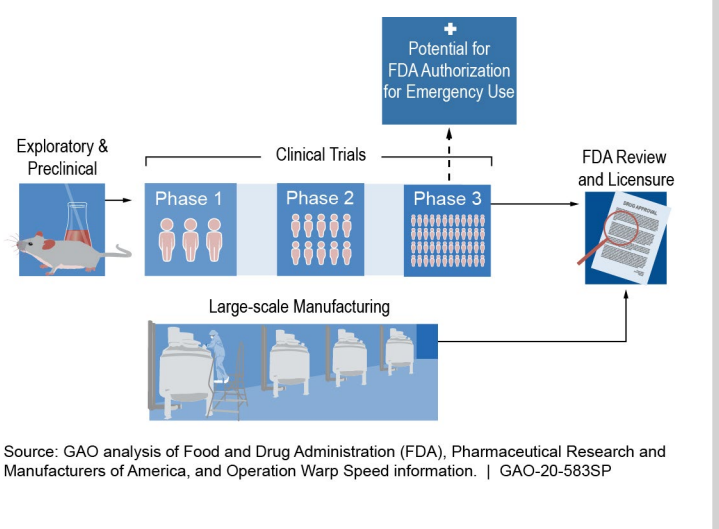 Potential for
FDA Authorization
for Emergency Use
Exploratory &
Preclinical
Clinical Trials
FDA Review
and Licensure
Phase 1
Phase 2
Phase 3
DRUG APPROVAL
Large-scale Manufacturing
Source: GAO analysis of Food and Drug Administration (FDA), Pharmaceutical Research and
Manufacturers of America, and Operation Warp Speed information. | GAO-20-583SP